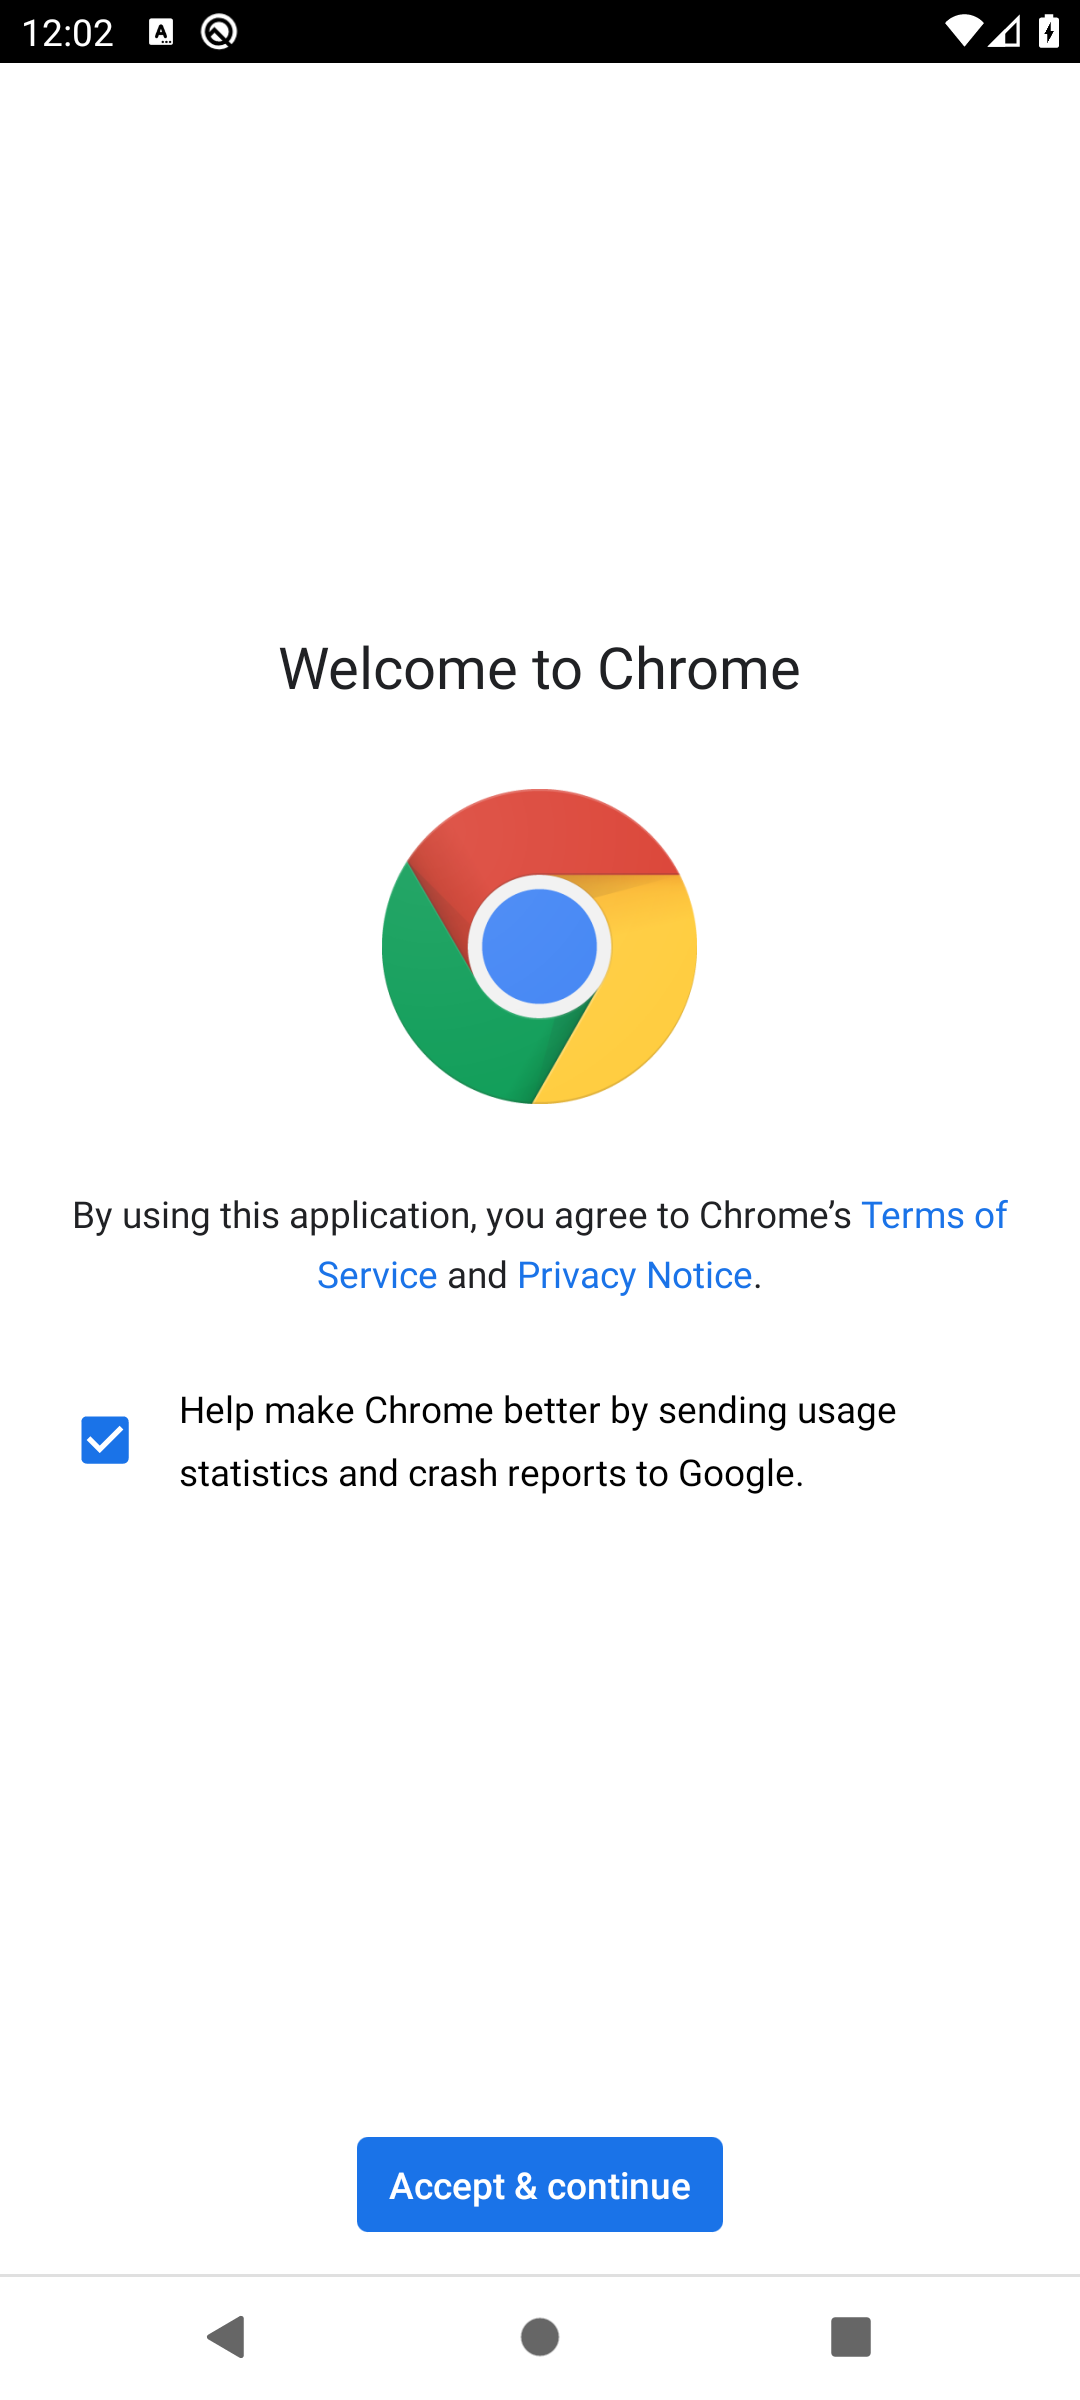 12:02
Welcome to Chrome
By using this application, you agree to Chrome’s Terms of
Service and Privacy Notice.
Help make Chrome better by sending usage
statistics and crash reports to Google.
Accept & continue